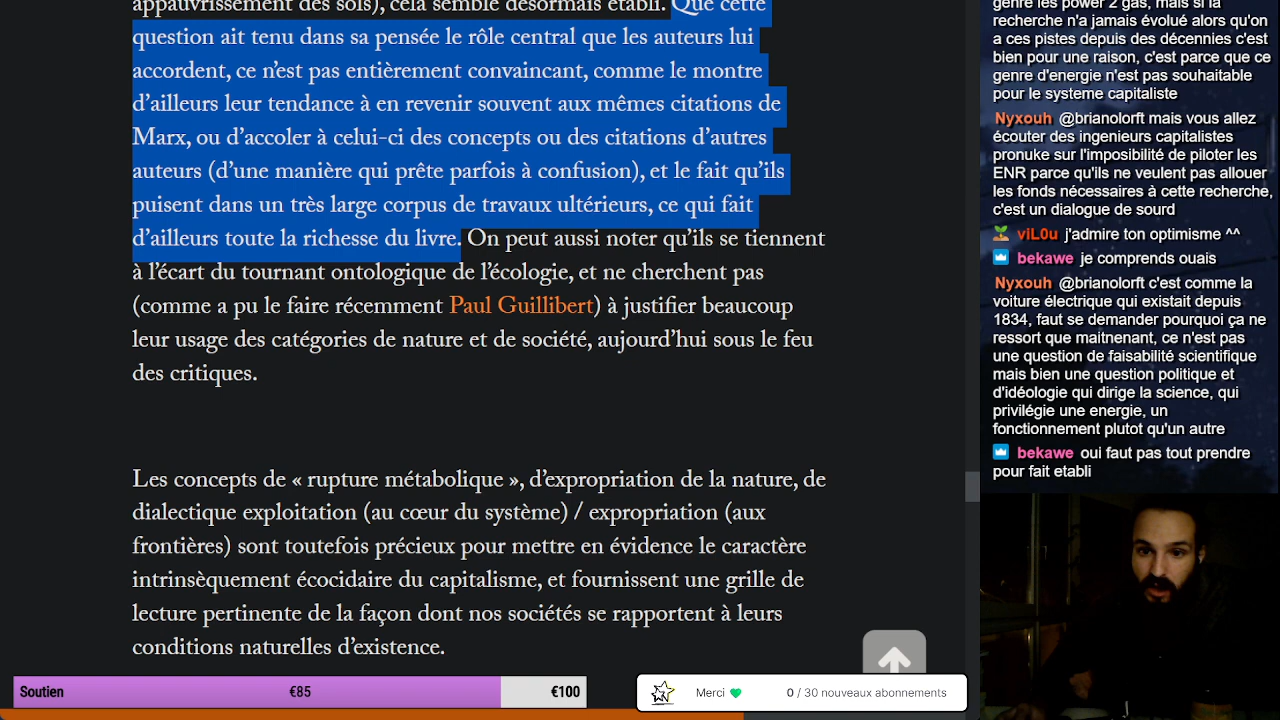 appauvrissement des sols), cela semble désormais établi. Que cette
question ait tenu dans sa pensée le rôle central que les auteurs lui
accordent, ce n’est pas entièrement convaincant, comme le montre
d’ailleurs leur tendance à en revenir souvent aux mêmes citations de
Marx, ou d’accoler à celui-ci des concepts ou des citations d’autres
auteurs (d’une manière qui prête parfois à confusion), et le fait qu’ils
puisent dans un très large corpus de travaux ultérieurs, ce qui fait
d’ailleurs toute la richesse du livre. On peut aussi noter qu’ils se tiennent
à l’écart du tournant ontologique de l’écologie, et ne cherchent pas
(comme a pu le faire récemment Paul Guillibert) à justifier beaucoup
leur usage des catégories de nature et de société, aujourd’hui sous le feu
des critiques.
Les concepts de « rupture métabolique », d’expropriation de la nature, de
dialectique exploitation (au cœur du système) / expropriation (aux
frontières) sont toutefois précieux pour mettre en évidence le caractère
intrinsèquement écocidaire du capitalisme, et fournissent une grille de
lecture pertinente de la façon dont nos sociétés se rapportent à leurs
conditions naturelles d’existence.
Soutien €85 €100
Merci 0 / 30 nouveaux abonnements
genre les power 2 gas, mais si la
recherche n'a jamais évolué alors qu'on
a ces pistes depuis des décennies c'est
bien pour une raison, c'est parce que ce
genre d'energie n'est pas souhaitable
pour le systeme capitaliste
Nyxouh @brianolorft mais vous allez
écouter des ingenieurs capitalistes
pronuke sur l'imposibilité de piloter les
ENR parce qu'ils ne veulent pas allouer
les fonds nécessaires à cette recherche,
c'est un dialogue de sourd
viL0u j'admire ton optimisme ^^
bekawe je comprends ouais
Nyxouh @brianolorft c'est comme la
voiture électrique qui existait depuis
1834, faut se demander pourquoi ça ne
ressort que maitnenant, ce n'est pas
une question de faisabilité scientifique
mais bien une question politique et
d'idéologie qui dirige la science, qui
privilégie une energie, un
fonctionnement plutot qu'un autre
bekawe oui faut pas tout prendre
pour fait etabli